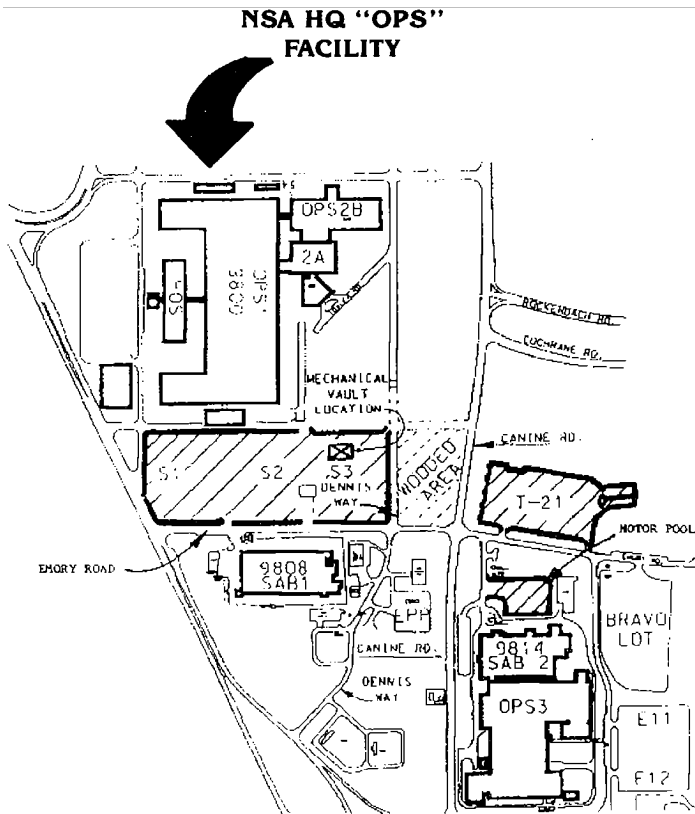 NSA HQ "OPS"
FACILITY
OPS2B
2A
OPS1
9800
ROCKENBACH RD.
COCHRANE RD.
MECHANICAL
VAULT
LOCATION
CANINE RD.
WOODED
AREA
S1
S2
S3
DENNIS
WAY
T-21
MOTOR POOL
EMORY ROAD
9808
SAB1
EPP
BRAVO
LOT
CANINE RD.
9814
SAB 2
DENNIS
WAY
OPS3
E11
E12